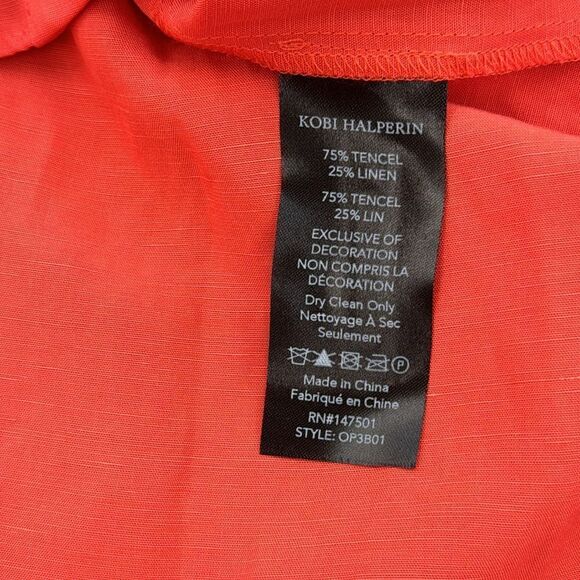 KOBI HALPERIN
75% TENCEL
25% LINEN
75% TENCEL
25% LIN
EXCLUSIVE OF
DECORATION
NON COMPRIS LA
DÉCORATION
Dry Clean Only
Nettoyage À Sec
Seulement
P
Made in China
Fabriqué en Chine
RN#147501
STYLE: OP3B01